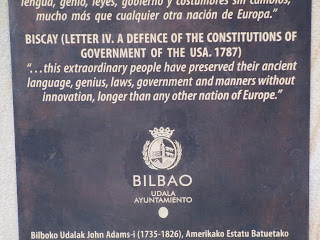 lengua, genio, leyes, gobierno y costumbres sin cambios,
mucho más que cualquier otra nación de Europa.”
BISCAY (LETTER IV. A DEFENCE OF THE CONSTITUTIONS OF
GOVERNMENT OF THE USA. 1787)
“…this extraordinary people have preserved their ancient
language, genius, laws, government and manners without
innovation, longer than any other nation of Europe.”
BILBAO
UDALA
AYUNTAMIENTO
Bilboko Udalak John Adams-i (1735-1826), Amerikako Estatu Batuetako